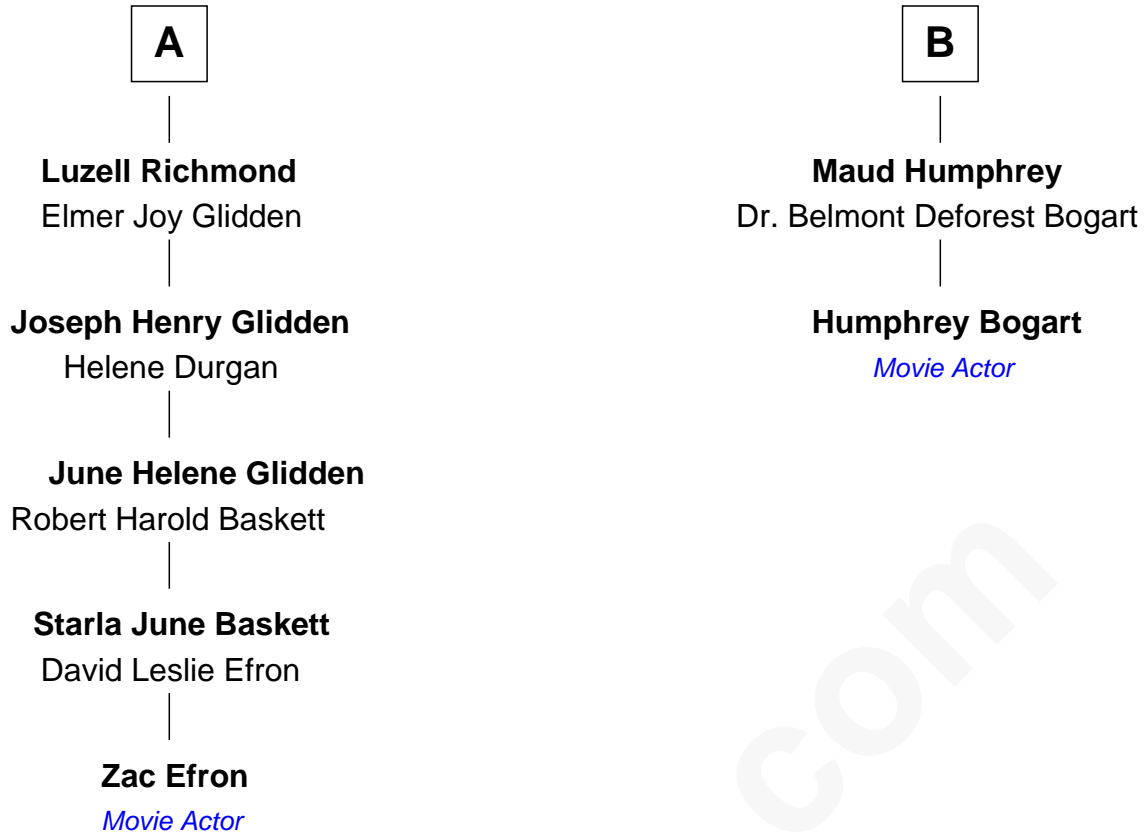 A
Luzell Richmond
Elmer Joy Glidden
Joseph Henry Glidden
Helene Durgan
June Helene Glidden
Robert Harold Baskett
Starla June Baskett
David Leslie Efron
Zac Efron
Movie Actor
B
Maud Humphrey
Dr. Belmont Deforest Bogart
Humphrey Bogart
Movie Actor
com